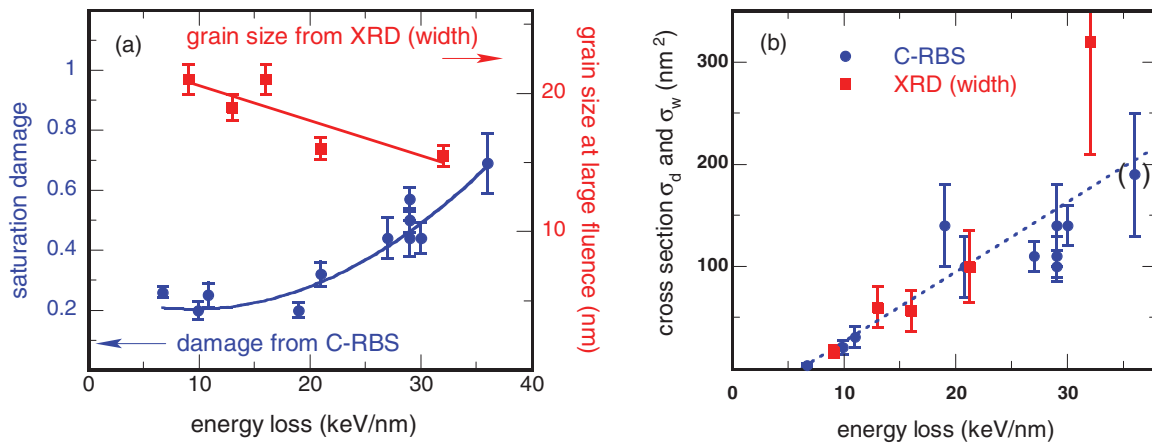 (a)
grain size from XRD (width)
1
0.8
0.6
0.4
0.2
saturation damage
20
10
grain size at large fluence (nm)
damage from C-RBS
0 10 20 30 40
energy loss (keV/nm)
(b)
C-RBS
XRD (width)
300
200
100
cross section σd and σw (nm2)
( )
0 10 20 30
energy loss (keV/nm)